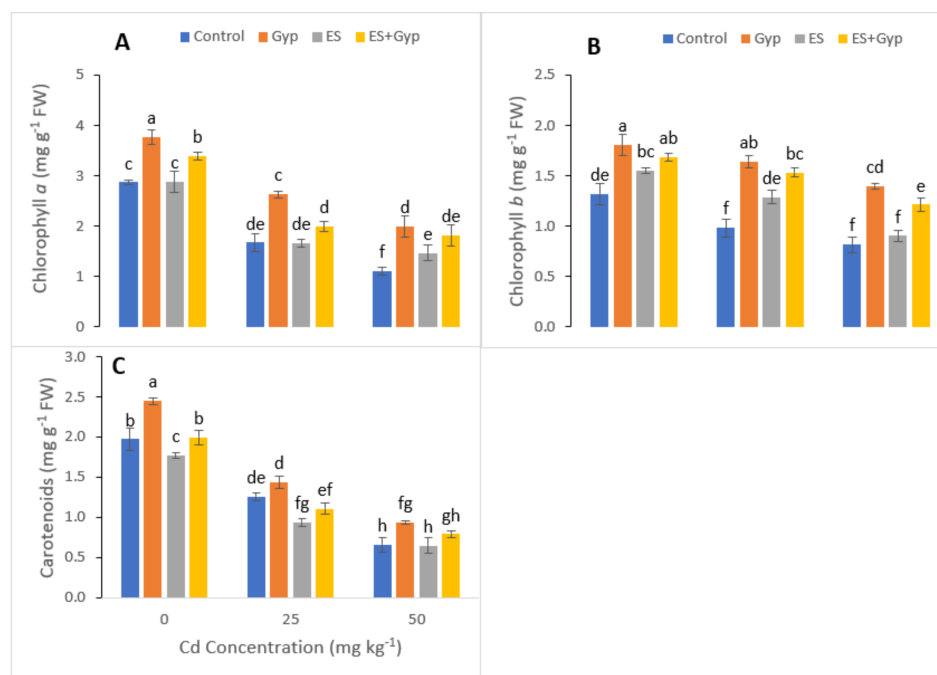 A
Control Gyp ES ES+Gyp
Chlorophyll a (mg g⁻¹ FW)
5
4
3
2
1
0
c a c b
de c de d
f d e de
B
Control Gyp ES ES+Gyp
Chlorophyll b (mg g⁻¹ FW)
2.5
2.0
1.5
1.0
0.5
0.0
de a bc ab
f ab de bc
f cd f e
C
Carotenoids (mg g⁻¹ FW)
3.0
2.5
2.0
1.5
1.0
0.5
0.0
b a c b
de d fg ef
h fg h gh
0 25 50
Cd Concentration (mg kg⁻¹)